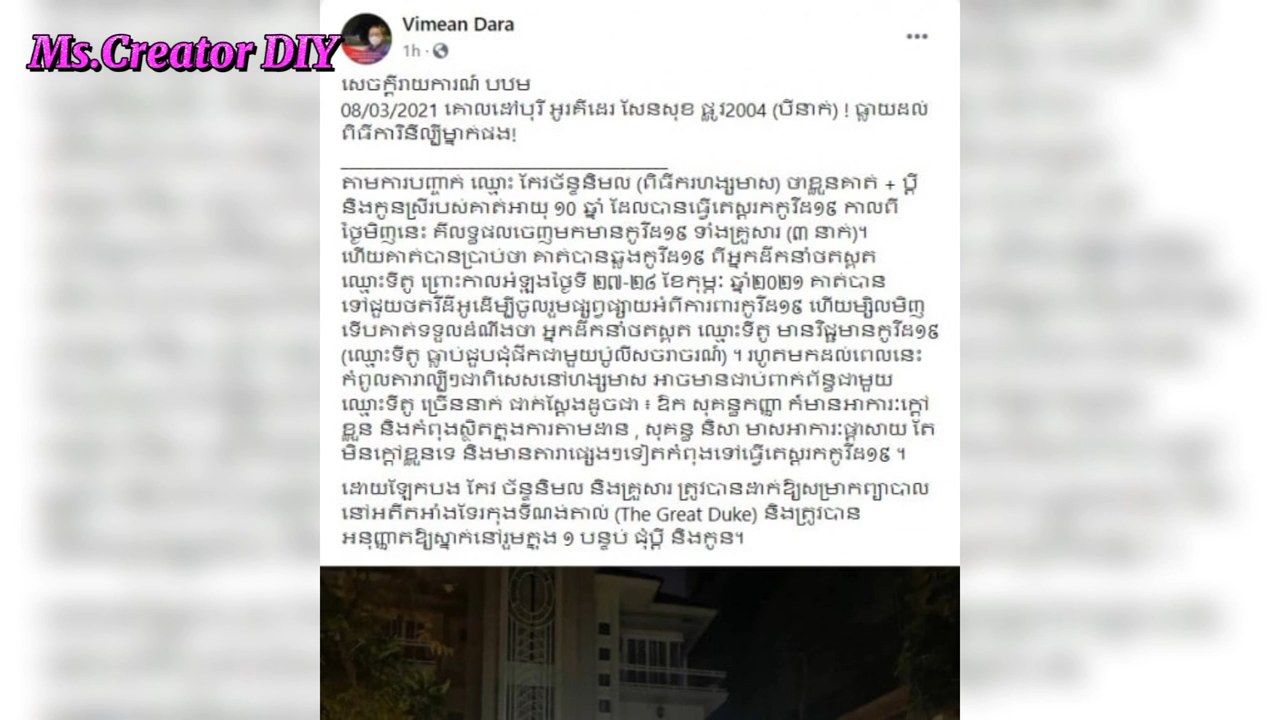 Ms.Creator DIY
Vimean Dara
1h ·
សេចក្តីរាយការណ៍ បឋម
08/03/2021 គោលដៅបុរី អូរគីដេរ សែនសុខ ផ្លូវ2004 (បីនាក់) ! ធ្លាយដល់
ពិធីការិនីល្បីម្នាក់ផង!
តាមការបញ្ជាក់ ឈ្មោះ កែវច័ន្ទនិមល (ពិធីករហង្សមាស) ថាខ្លួនគាត់ + ប្តី
និងកូនស្រីរបស់គាត់អាយុ ១០ ឆ្នាំ ដែលបានធ្វើតេស្តរកកូវីដ១៩ កាលពី
ថ្ងៃមិញនេះ គឺលទ្ធផលចេញមកមានកូវីដ១៩ ទាំងគ្រួសារ (៣ នាក់)។
ហើយគាត់បានប្រាប់ថា គាត់បានឆ្លងកូវីដ១៩ ពីអ្នកដឹកនាំថតស្ពត
ឈ្មោះទីតូ ព្រោះកាលអំឡុងថ្ងៃទី ២៧-២៨ ខែកុម្ភៈ ឆ្នាំ២០២១ គាត់បាន
ទៅជួយថតវីដីអូដើម្បីចូលរួមផ្សព្វផ្សាយអំពីការពារកូវីដ១៩ ហើយម្សិលមិញ
ទើបគាត់ទទួលដំណឹងថា អ្នកដឹកនាំថតស្ពត ឈ្មោះទីតូ មានវិជ្ជមានកូវីដ១៩
(ឈ្មោះទីតូ ធ្លាប់ជួបជុំផឹកជាមួយប៉ូលីសចរាចរណ៍) ។ រហូតមកដល់ពេលនេះ
កំពូលតារាល្បីៗជាពិសេសនៅហង្សមាស អាចមានជាប់ពាក់ព័ន្ធជាមួយ
ឈ្មោះទីតូ ច្រើននាក់ ជាក់ស្តែងដូចជា ៖ ឱក សុគន្ធកញ្ញា ក៏មានអាការៈក្តៅ
ខ្លួន និងកំពុងស្ថិតក្នុងការតាមដាន , សុគន្ធ និសា មាសអាការៈផ្តាសាយ តែ
មិនក្តៅខ្លួនទេ និងមានតារាផ្សេងៗទៀតកំពុងទៅធ្វើតេស្តរកកូវីដ១៩ ។
ដោយឡែកបង កែវ ច័ន្ទនិមល និងគ្រួសារ ត្រូវបានដាក់ឱ្យសម្រាកព្យាបាល
នៅអតីតអាំងទែរកុងទីណង់តាល់ (The Great Duke) និងត្រូវបាន
អនុញ្ញាតឱ្យស្នាក់នៅរួមក្នុង ១ បន្ទប់ ជុំប្តី និងកូន។